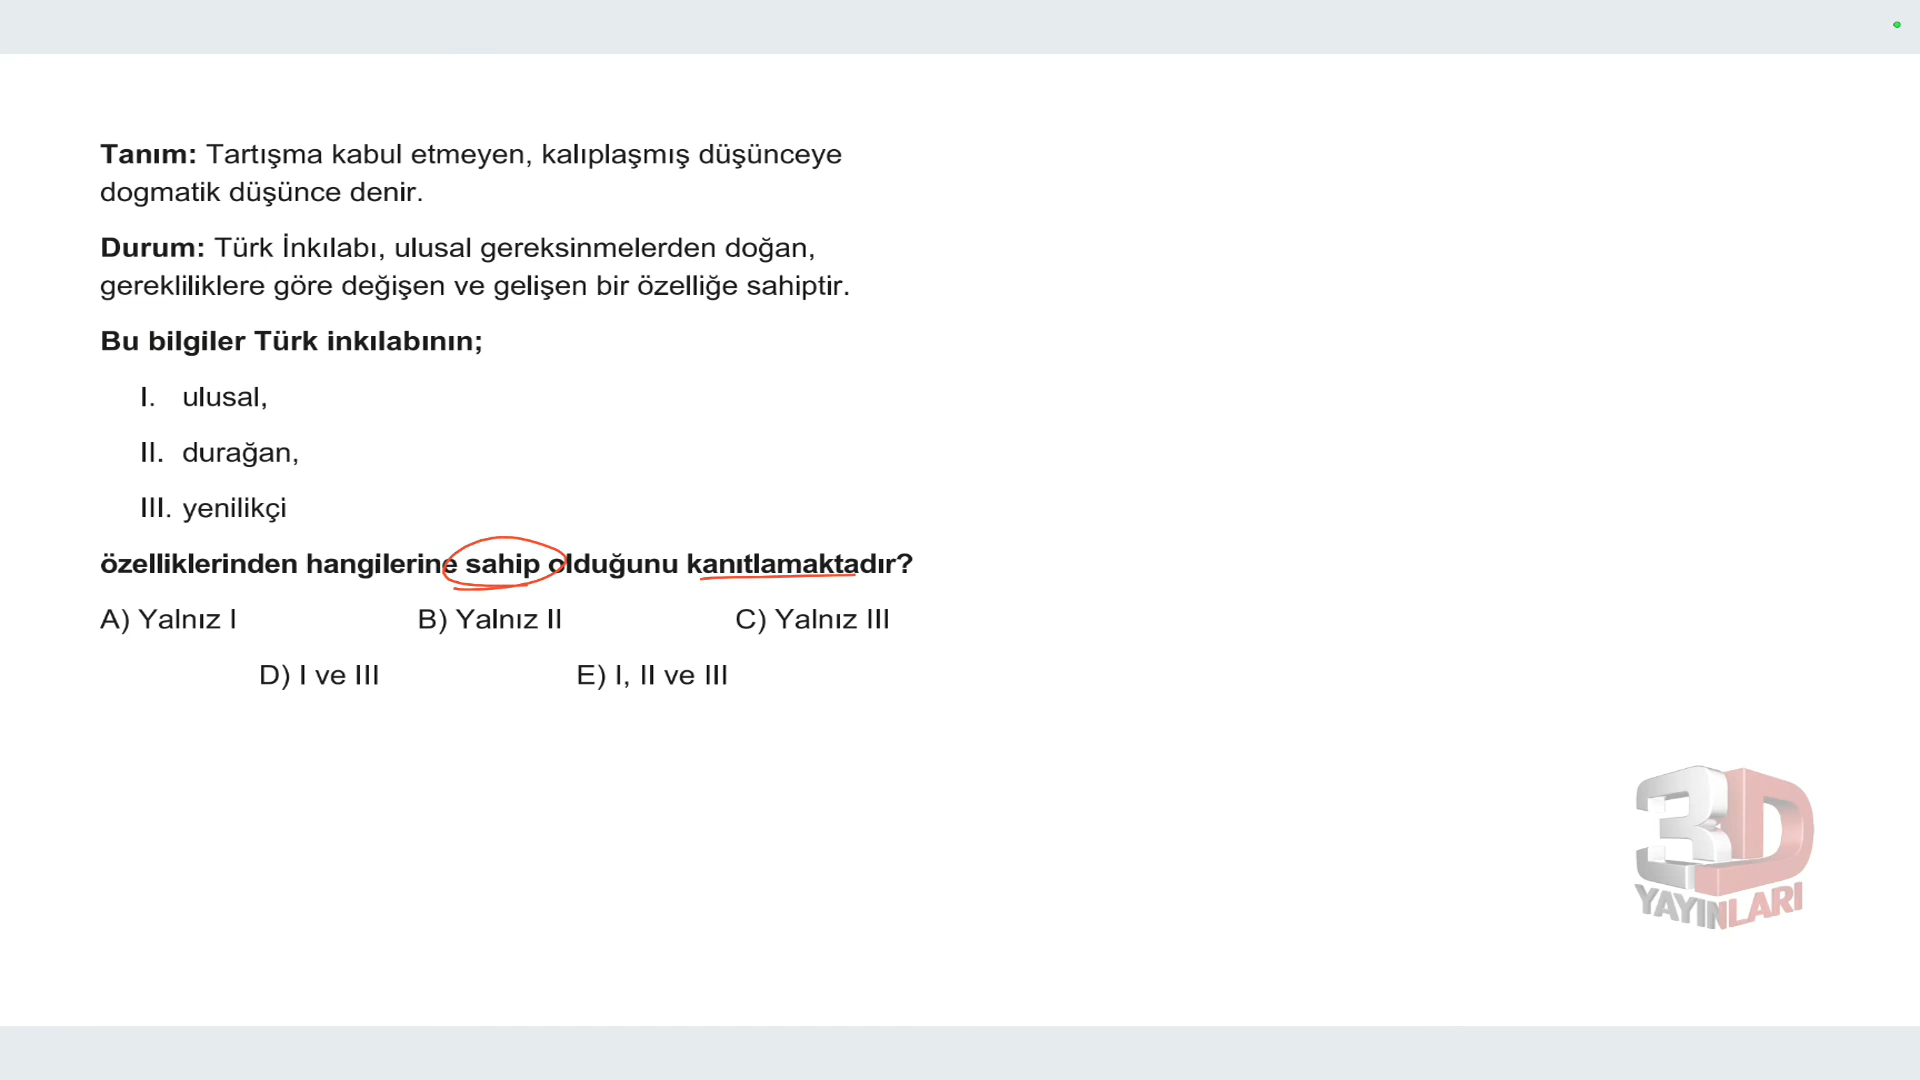 Tanım: Tartışma kabul etmeyen, kalıplaşmış düşünceye
dogmatik düşünce denir.
Durum: Türk İnkılabı, ulusal gereksinmelerden doğan,
gerekliliklere göre değişen ve gelişen bir özelliğe sahiptir.
Bu bilgiler Türk inkılabının;
I. ulusal,
II. durağan,
III. yenilikçi
özelliklerinden hangilerine sahip olduğunu kanıtlamaktadır?
A) Yalnız I B) Yalnız II C) Yalnız III
D) I ve III E) I, II ve III
3D
YAYINLARI